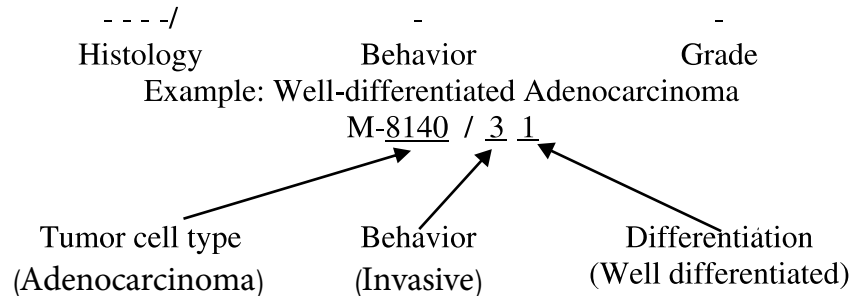 - - - -/ - -
Histology Behavior Grade
Example: Well-differentiated Adenocarcinoma
M-8140 / 3 1
Tumor cell type Behavior Differentiation
(Adenocarcinoma) (Invasive) (Well differentiated)